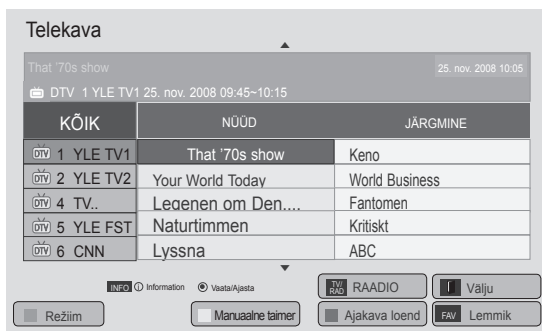 Telekava
That '70s show 25. nov. 2008 10:05
DTV 1 YLE TV1 25. nov. 2008 09:45~10:15
KÕIK NÜÜD JÄRGMINE
DTV 1 YLE TV1 That '70s show Keno
DTV 2 YLE TV2 Your World Today World Business
DTV 4 TV.. Legenen om Den.... Fantomen
DTV 5 YLE FST Naturtimmen Kritiskt
DTV 6 CNN Lyssna ABC
INFO i Information Vaata/Ajasta TV/RAD RAADIO Välju
Režiim Manuaalne taimer Ajakava loend FAV Lemmik